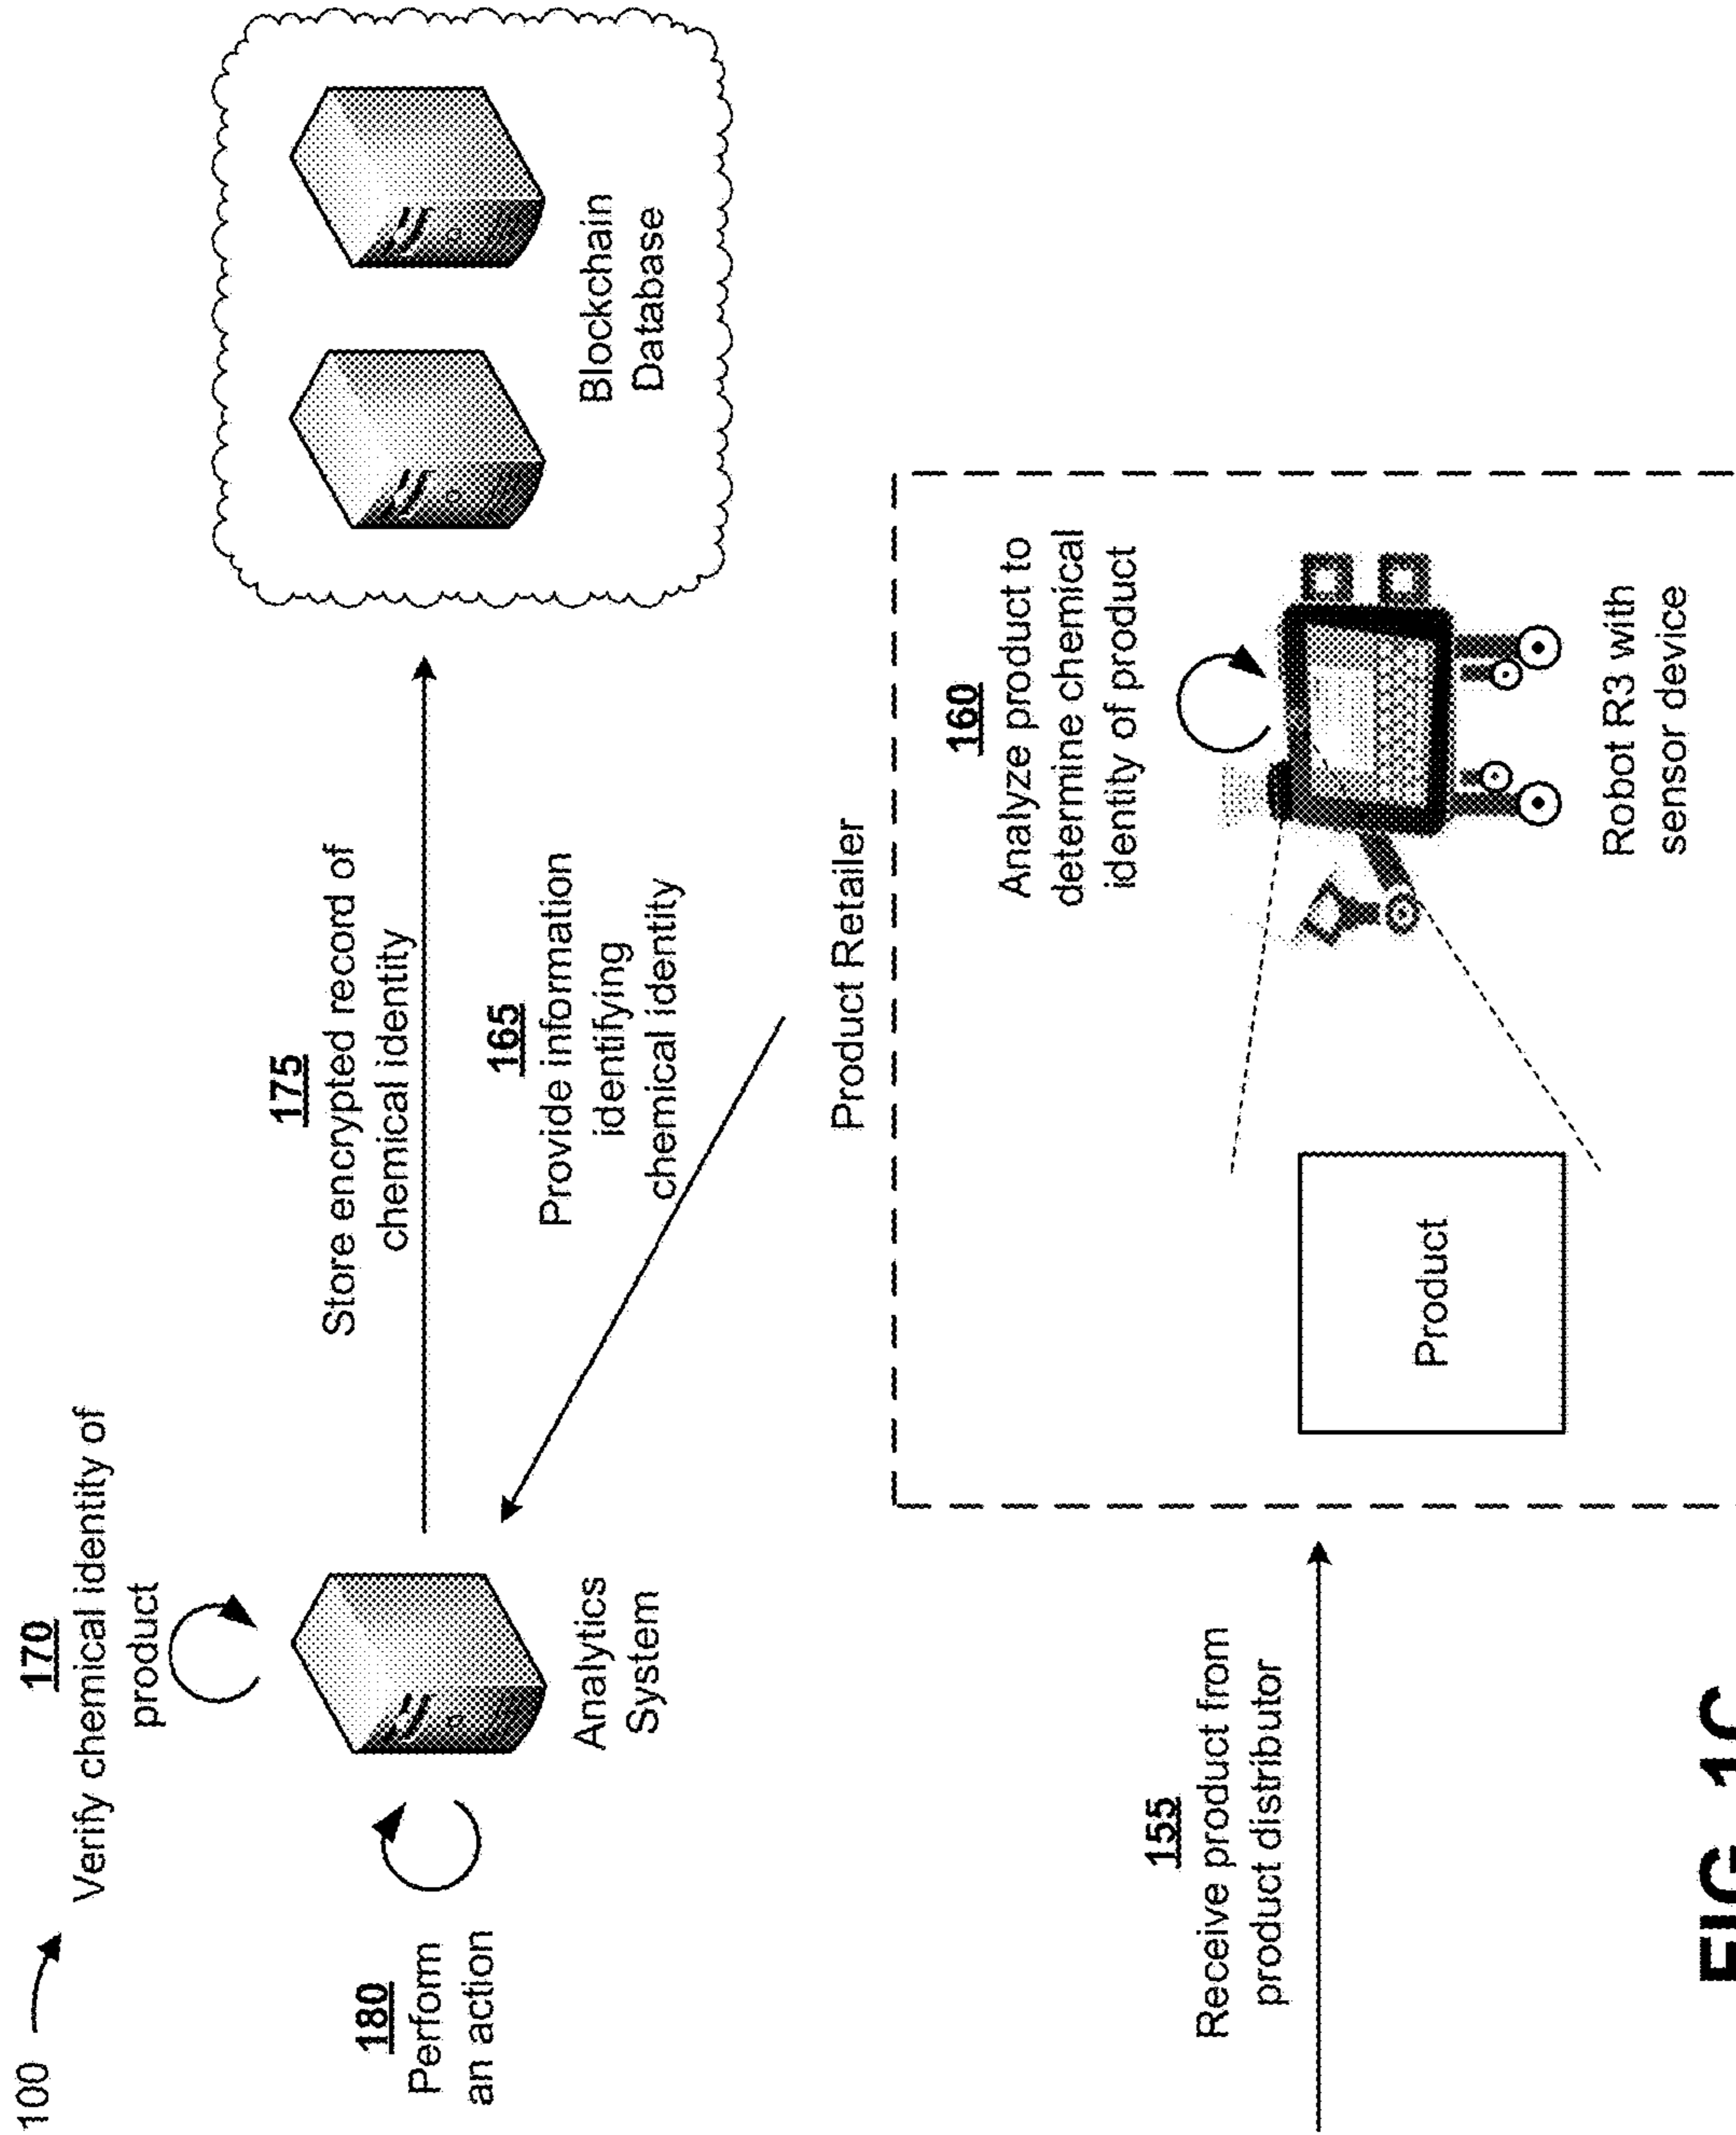 100
170
Verify chemical identity of
product
180
Perfom
an action
Analytics
System
175
Store encrypted record of
chemical identity
165
Provide information
identifying
chemical identity
Blockchain
Database
155
Receive product from
product distributor
Product Retailer
160
Analyze product to
determine chemical
identity of product
Product
Robot R3 with
sensor device
FIG. 1C